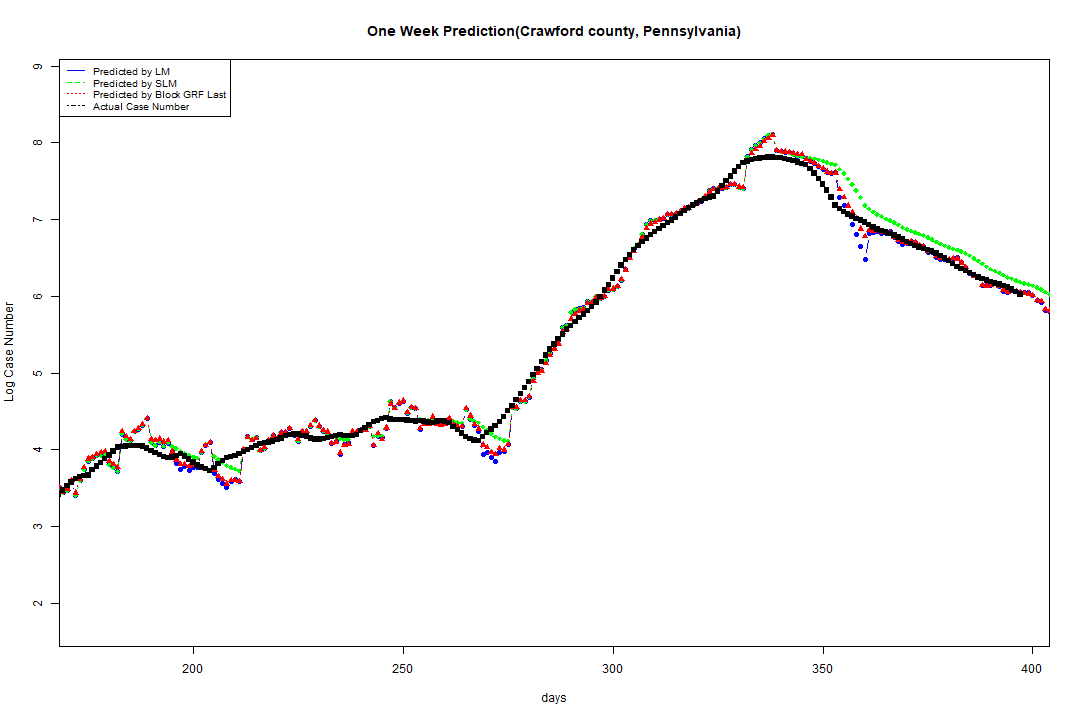 One Week Prediction(Crawford county, Pennsylvania)
Predicted by LM
Predicted by SLM
Predicted by Block GRF Last
Actual Case Number
9
8
7
6
5
4
3
2
Log Case Number
200 250 300 350 400
days